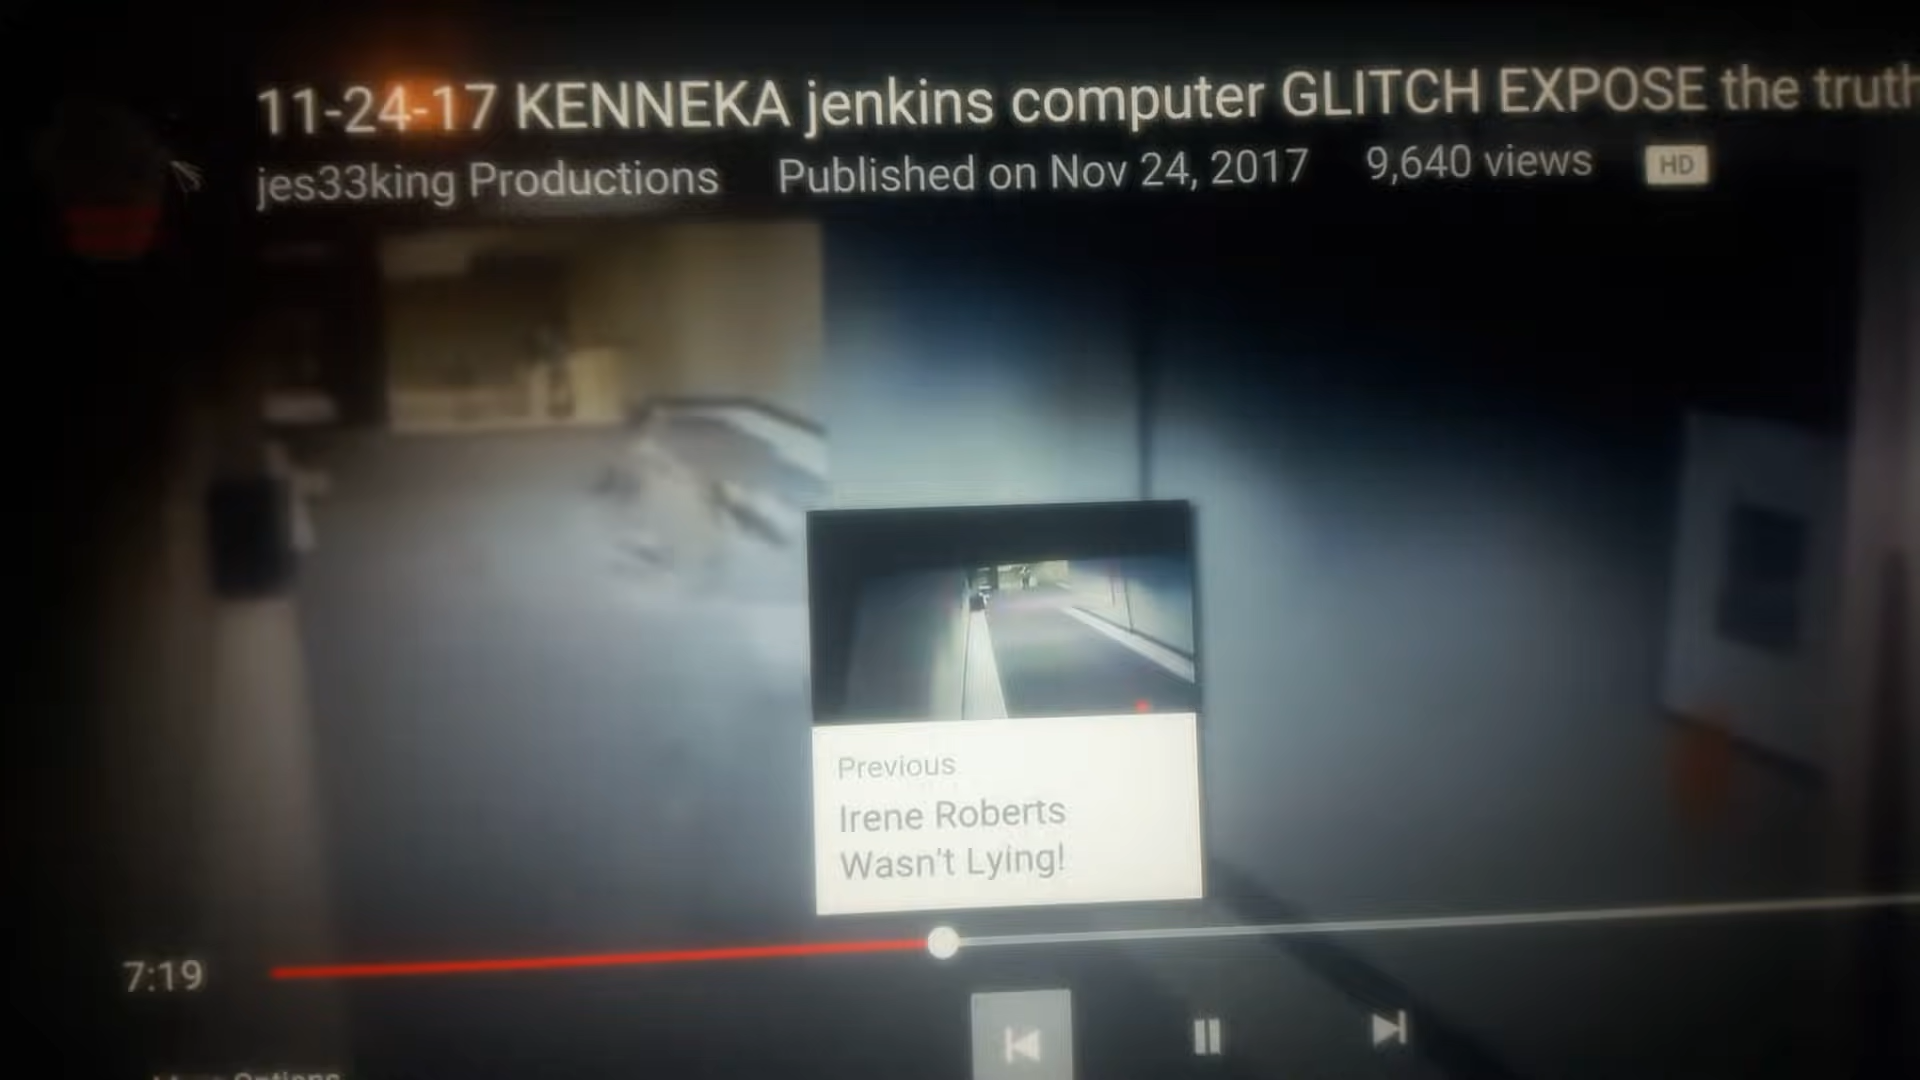 11-24-17 KENNEKA jenkins computer GLITCH EXPOSE the truth
jes33king Productions Published on Nov 24, 2017 9,640 views HD
Previous
Irene Roberts
Wasn't Lying!
7:19
Options